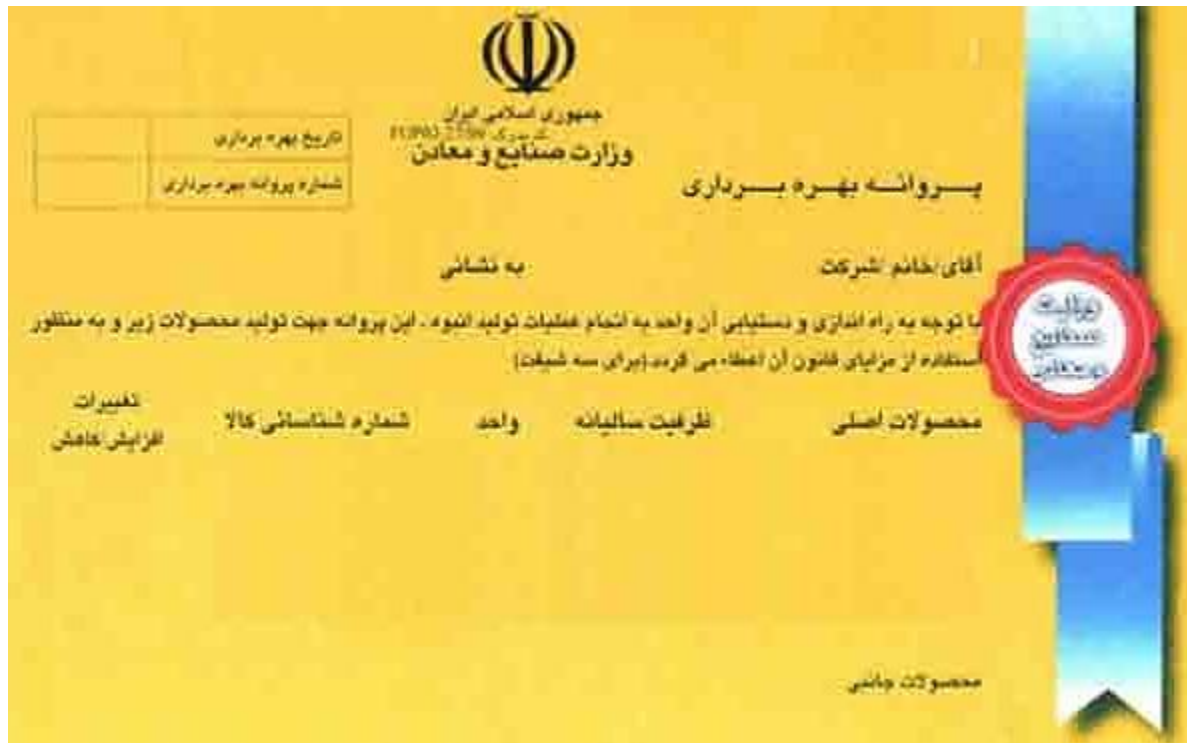 جمهوری اسلامی ایران
وزارت صنایع و معادن
تاریخ بهره برداری
شماره پروانه بهره برداری
پروانه بهره برداری
آقای/خانم/شرکت به نشانی
با توجه به راه اندازی و دستیابی آن واحد به اتمام عملیات تولید انبوه ، این پروانه جهت تولید محصولات زیر و به منظور
استفاده از مزایای قانون آن اعطاء می گردد (برای سه شیفت)
محصولات اصلی ظرفیت سالیانه واحد شماره شناسائی کالا تغییرات
افزایش/کاهش
محصولات جانبی